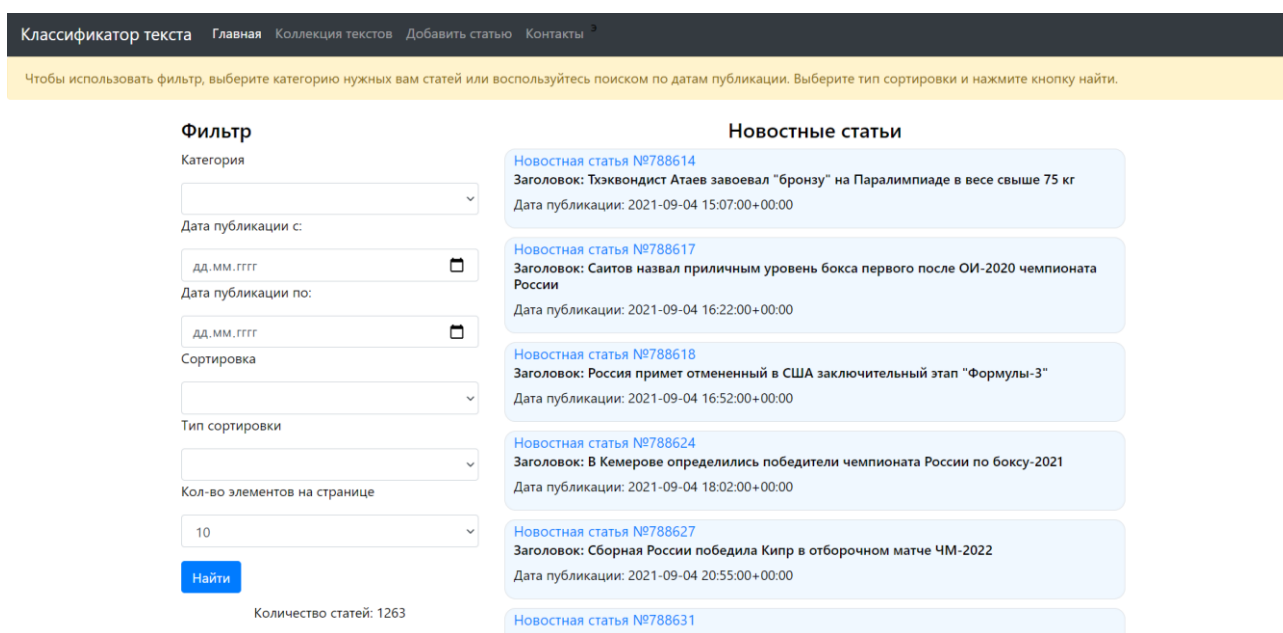 Классификатор текста Главная Коллекция текстов Добавить статью Контакты э
Чтобы использовать фильтр, выберите категорию нужных вам статей или воспользуйтесь поиском по датам публикации. Выберите тип сортировки и нажмите кнопку найти.
Фильтр
Категория
Дата публикации с:
дд.мм.гггг
Дата публикации по:
дд.мм.гггг
Сортировка
Тип сортировки
Кол-во элементов на странице
10
Найти
Количество статей: 1263
Новостные статьи
Новостная статья №788614
Заголовок: Тхэквондист Атаев завоевал "бронзу" на Паралимпиаде в весе свыше 75 кг
Дата публикации: 2021-09-04 15:07:00+00:00
Новостная статья №788617
Заголовок: Саитов назвал приличным уровень бокса первого после ОИ-2020 чемпионата
России
Дата публикации: 2021-09-04 16:22:00+00:00
Новостная статья №788618
Заголовок: Россия примет отмененный в США заключительный этап "Формулы-3"
Дата публикации: 2021-09-04 16:52:00+00:00
Новостная статья №788624
Заголовок: В Кемерове определились победители чемпионата России по боксу-2021
Дата публикации: 2021-09-04 18:02:00+00:00
Новостная статья №788627
Заголовок: Сборная России победила Кипр в отборочном матче ЧМ-2022
Дата публикации: 2021-09-04 20:55:00+00:00
Новостная статья №788631